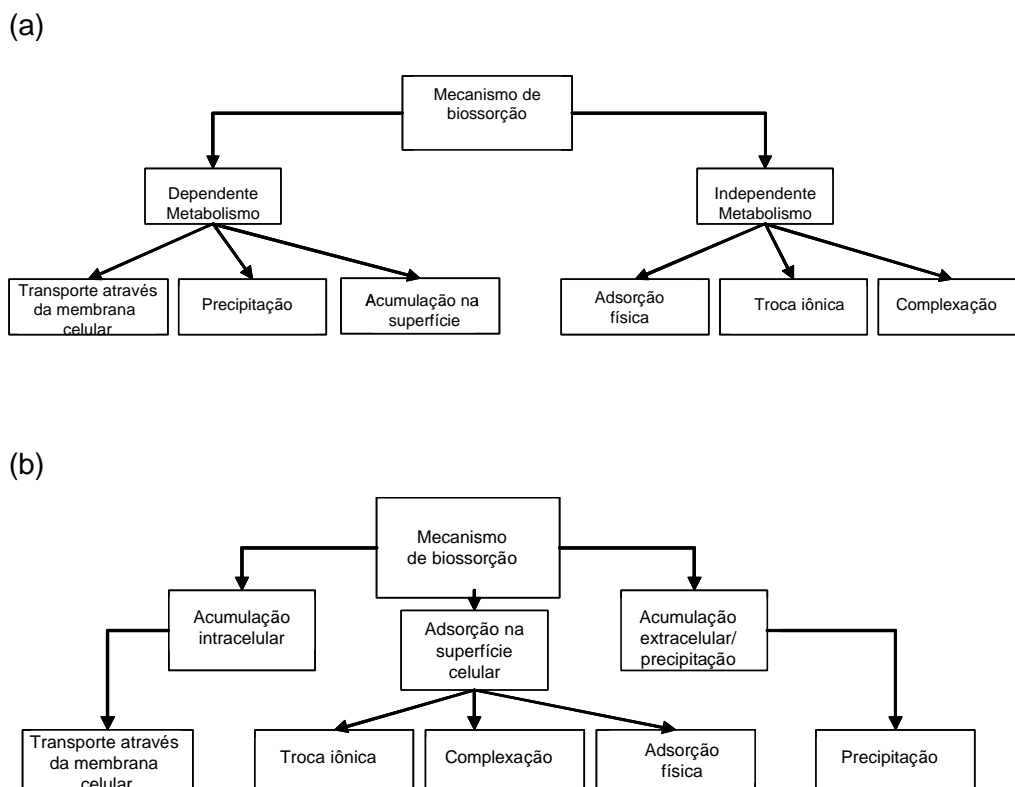 (a)
Mecanismo de
biossorção
Dependente
Metabolismo
Independente
Metabolismo
Transporte através
da membrana
celular
Precipitação
Acumulação na
superfície
Adsorção
física
Troca iônica
Complexação
(b)
Mecanismo
de biossorção
Acumulação
intracelular
Adsorção na
superfície
celular
Acumulação
extracelular/
precipitação
Transporte através
da membrana
celular
Troca iônica
Complexação
Adsorção
física
Precipitação